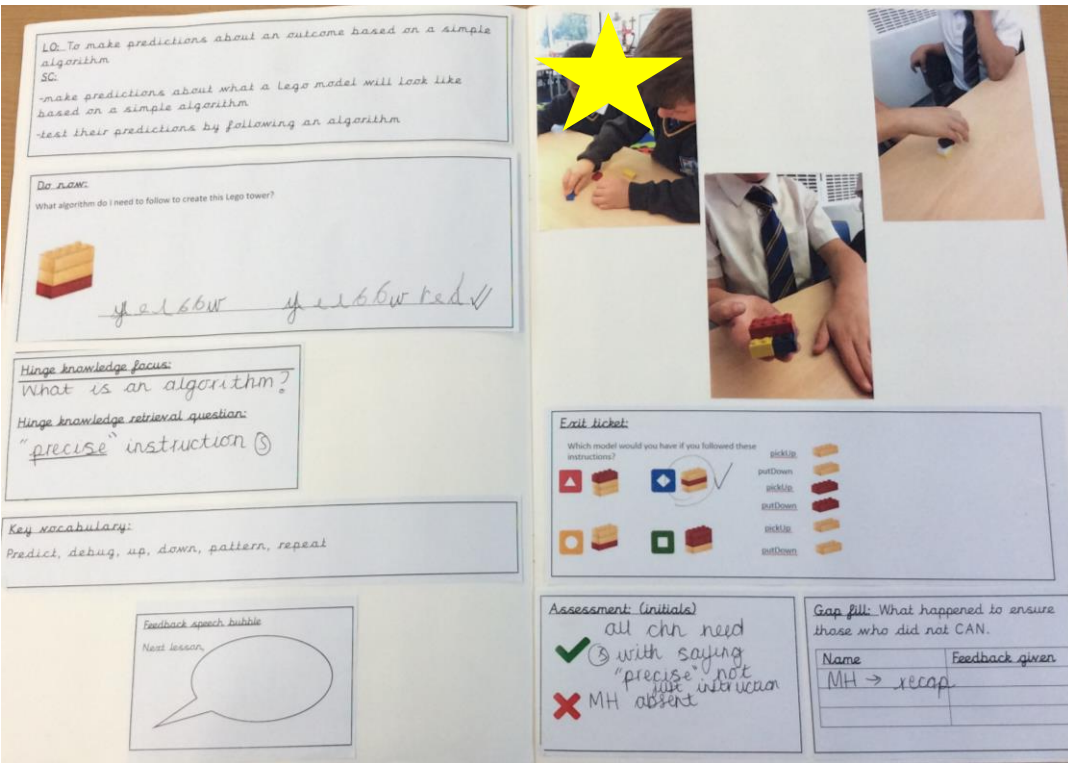 LO: To make predictions about an outcome based on a simple
algorithm
SC:
-make predictions about what a Lego model will look like
based on a simple algorithm
-test their predictions by following an algorithm
Do now:
What algorithm do I need to follow to create this Lego tower?
yellow yellow red
Hinge knowledge focus:
What is an algorithm?
Hinge knowledge retrieval question:
"precise" instruction S
Key vocabulary:
Predict, debug, up, down, pattern, repeat
Feedback speech bubble
Next lesson,
Exit ticket:
Which model would you have if you followed these
instructions?
pickUp
putDown
pickUp
putDown
pickUp
putDown
Assessment: (initials)
all chn need
S with saying
"precise" not
just instruction
MH absent
Gap fill: What happened to ensure
those who did not CAN.
Name Feedback given
MH → recap